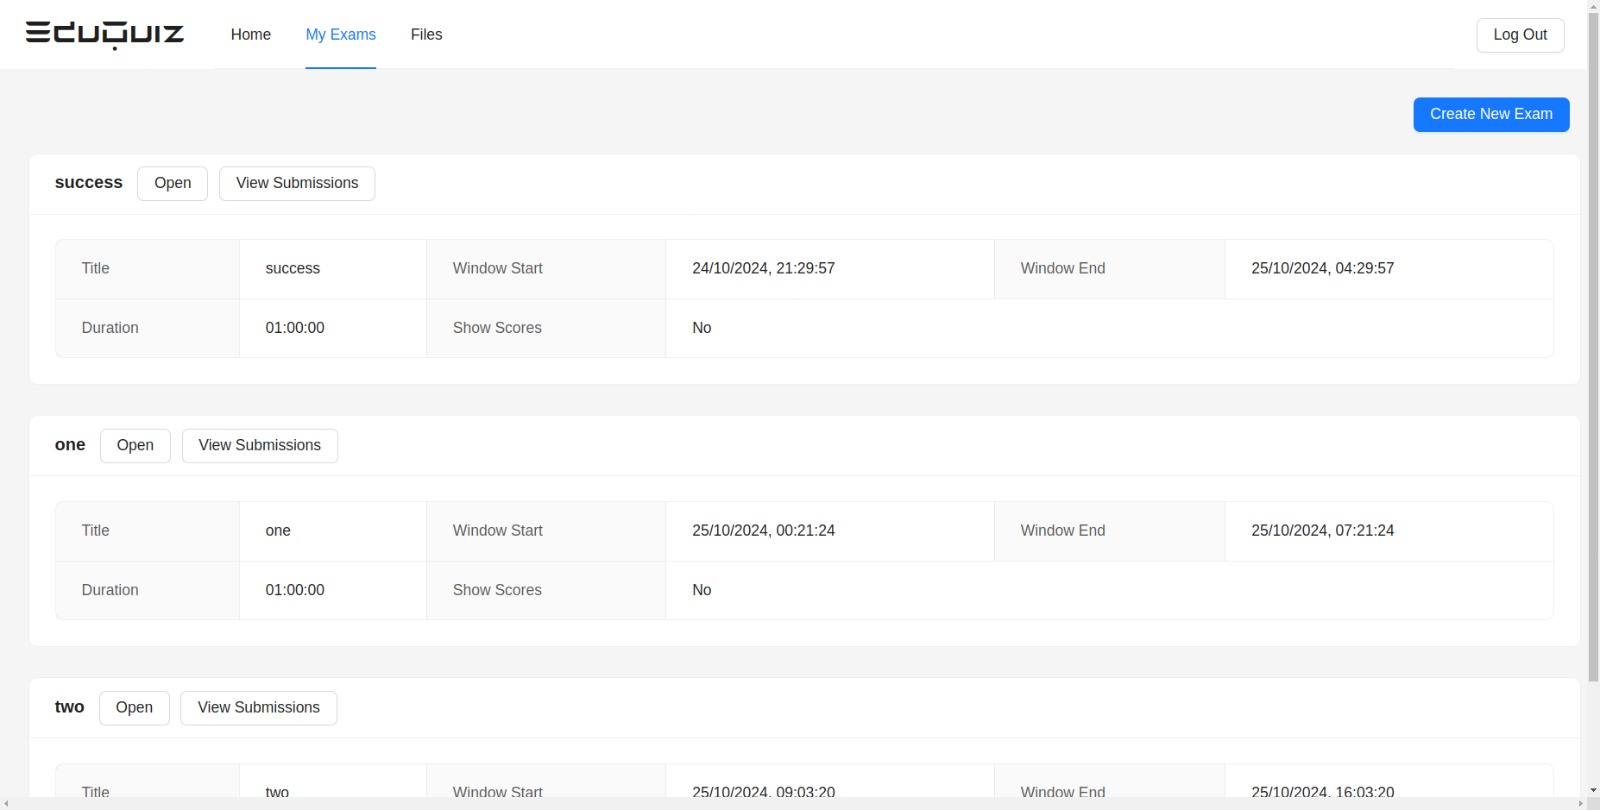 EDUQUIZ Home My Exams Files Log Out
Create New Exam
success Open View Submissions
Title success Window Start 24/10/2024, 21:29:57 Window End 25/10/2024, 04:29:57
Duration 01:00:00 Show Scores No
one Open View Submissions
Title one Window Start 25/10/2024, 00:21:24 Window End 25/10/2024, 07:21:24
Duration 01:00:00 Show Scores No
two Open View Submissions
Title two Window Start 25/10/2024, 09:03:20 Window End 25/10/2024, 16:03:20